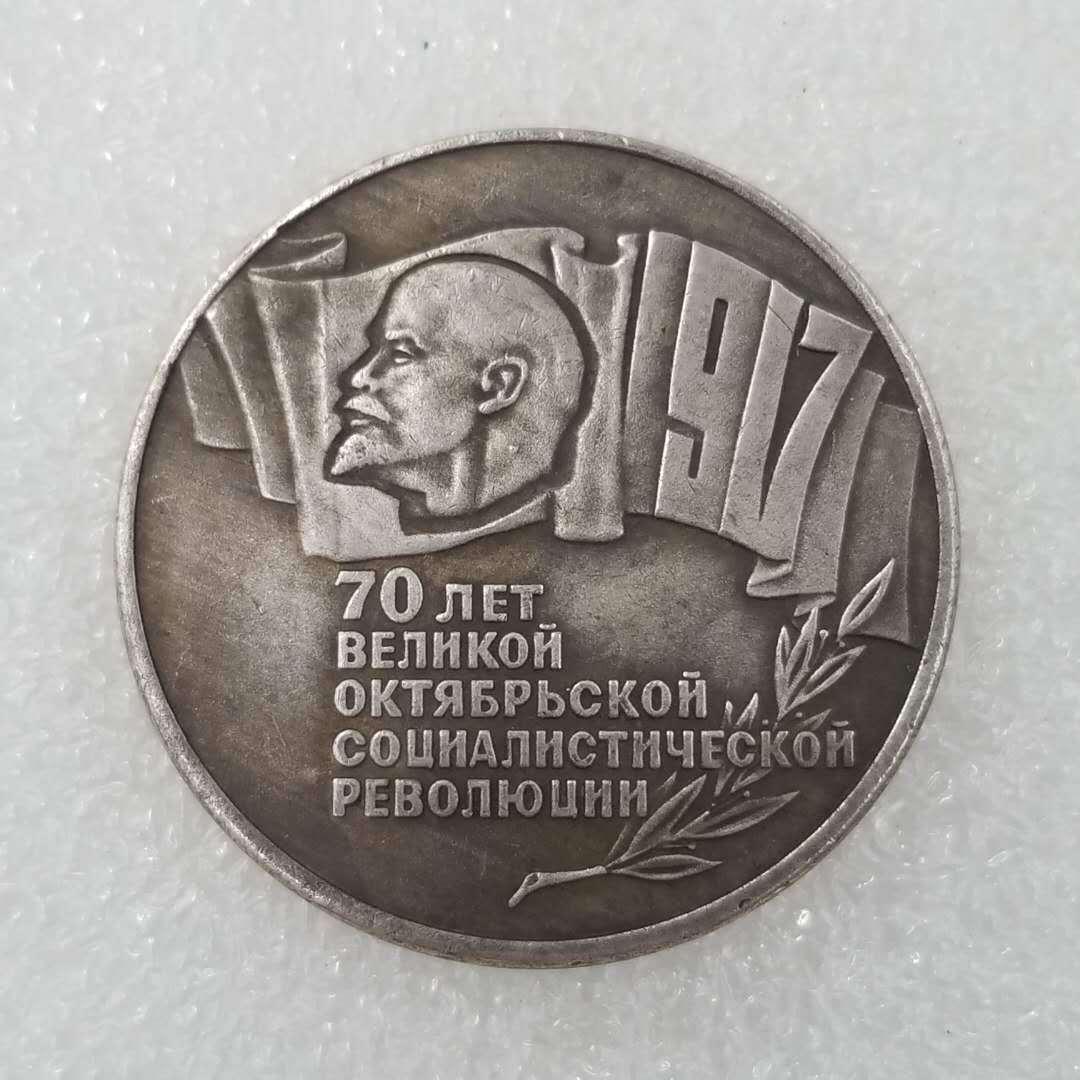 1917
70 ЛЕТ
ВЕЛИКОЙ
ОКТЯБРЬСКОЙ
СОЦИАЛИСТИЧЕСКОЙ
РЕВОЛЮЦИИ